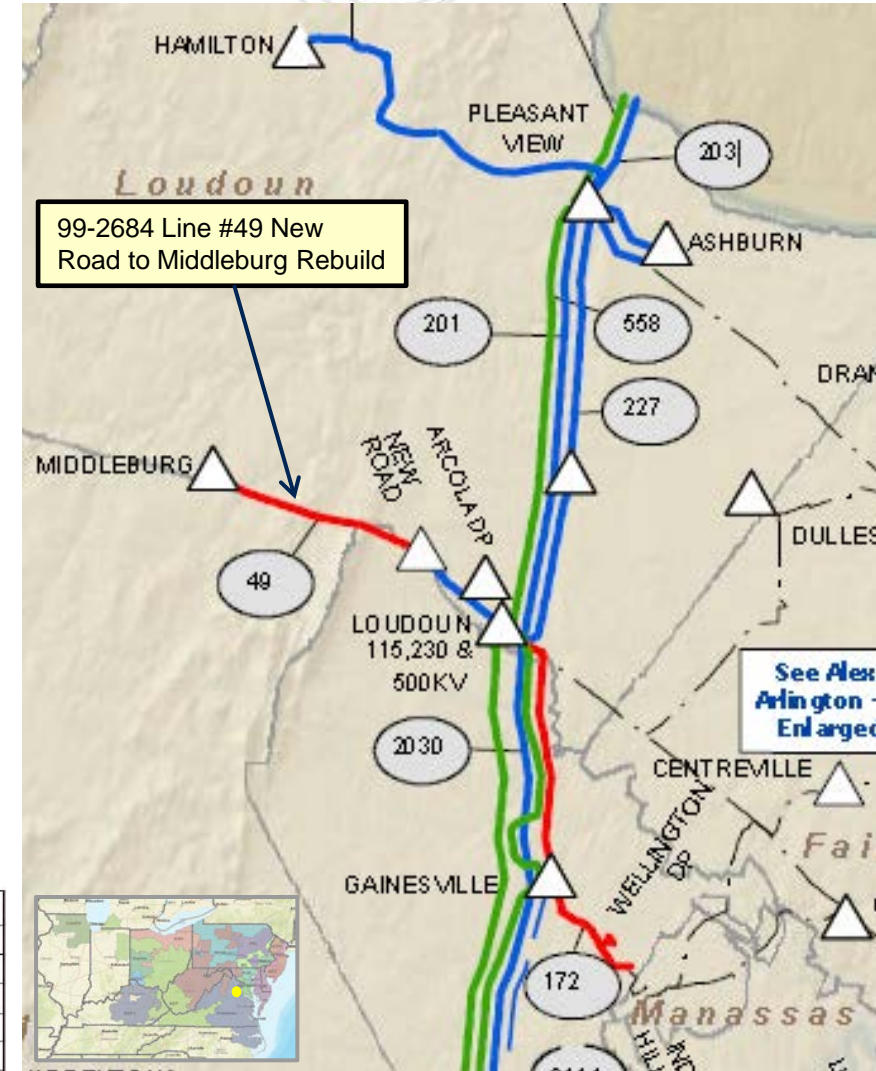 HAMILTON
PLEASANT
VIEW
203
Loudoun
99-2684 Line #49 New
Road to Middleburg Rebuild
ASHBURN
201
558
227
MIDDLEBURG
NEW
ROAD
ARCOLA DP
DULLES
49
LOUDOUN
115,230 &
500KV
See Alex
Arlington -
Enlarged
2030
CENTREVILLE
WELLINGTON
DP
Fai
GAINESVILLE
172
Manassas